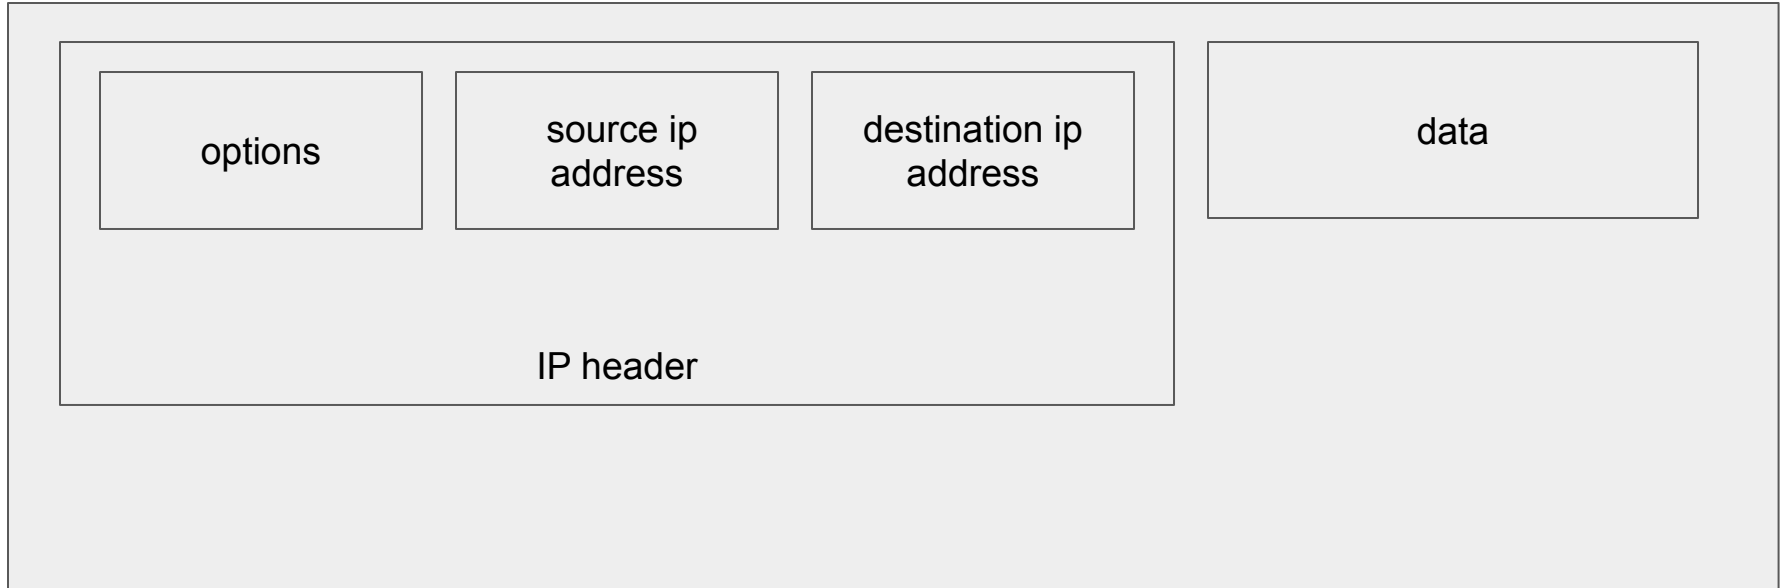 options
source ip
address
destination ip
address
data
IP header